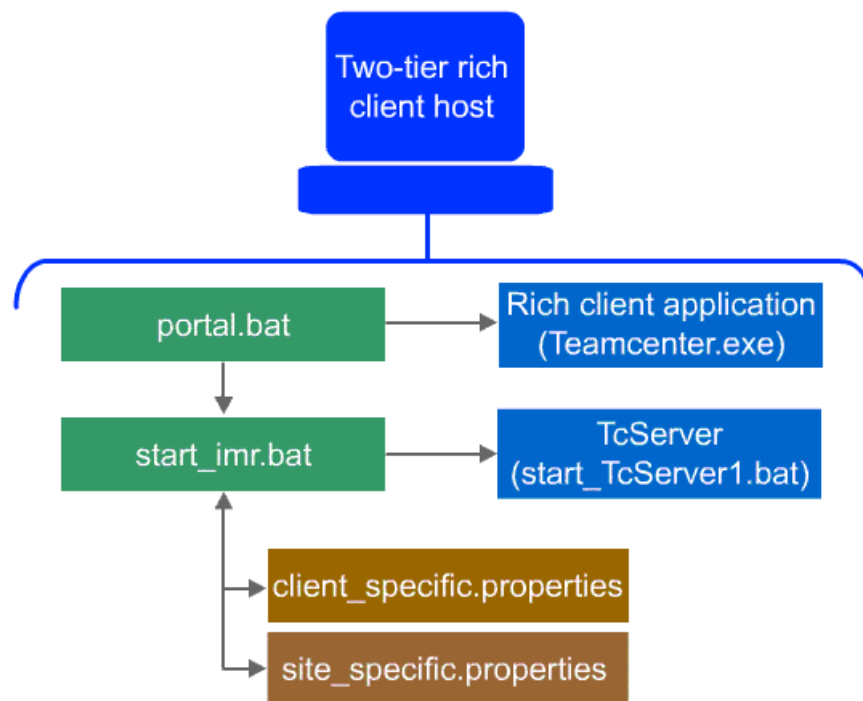 Two-tier rich
client host
portal.bat
Rich client application
(Teamcenter.exe)
start_imr.bat
TcServer
(start_TcServer1.bat)
client_specific.properties
site_specific.properties